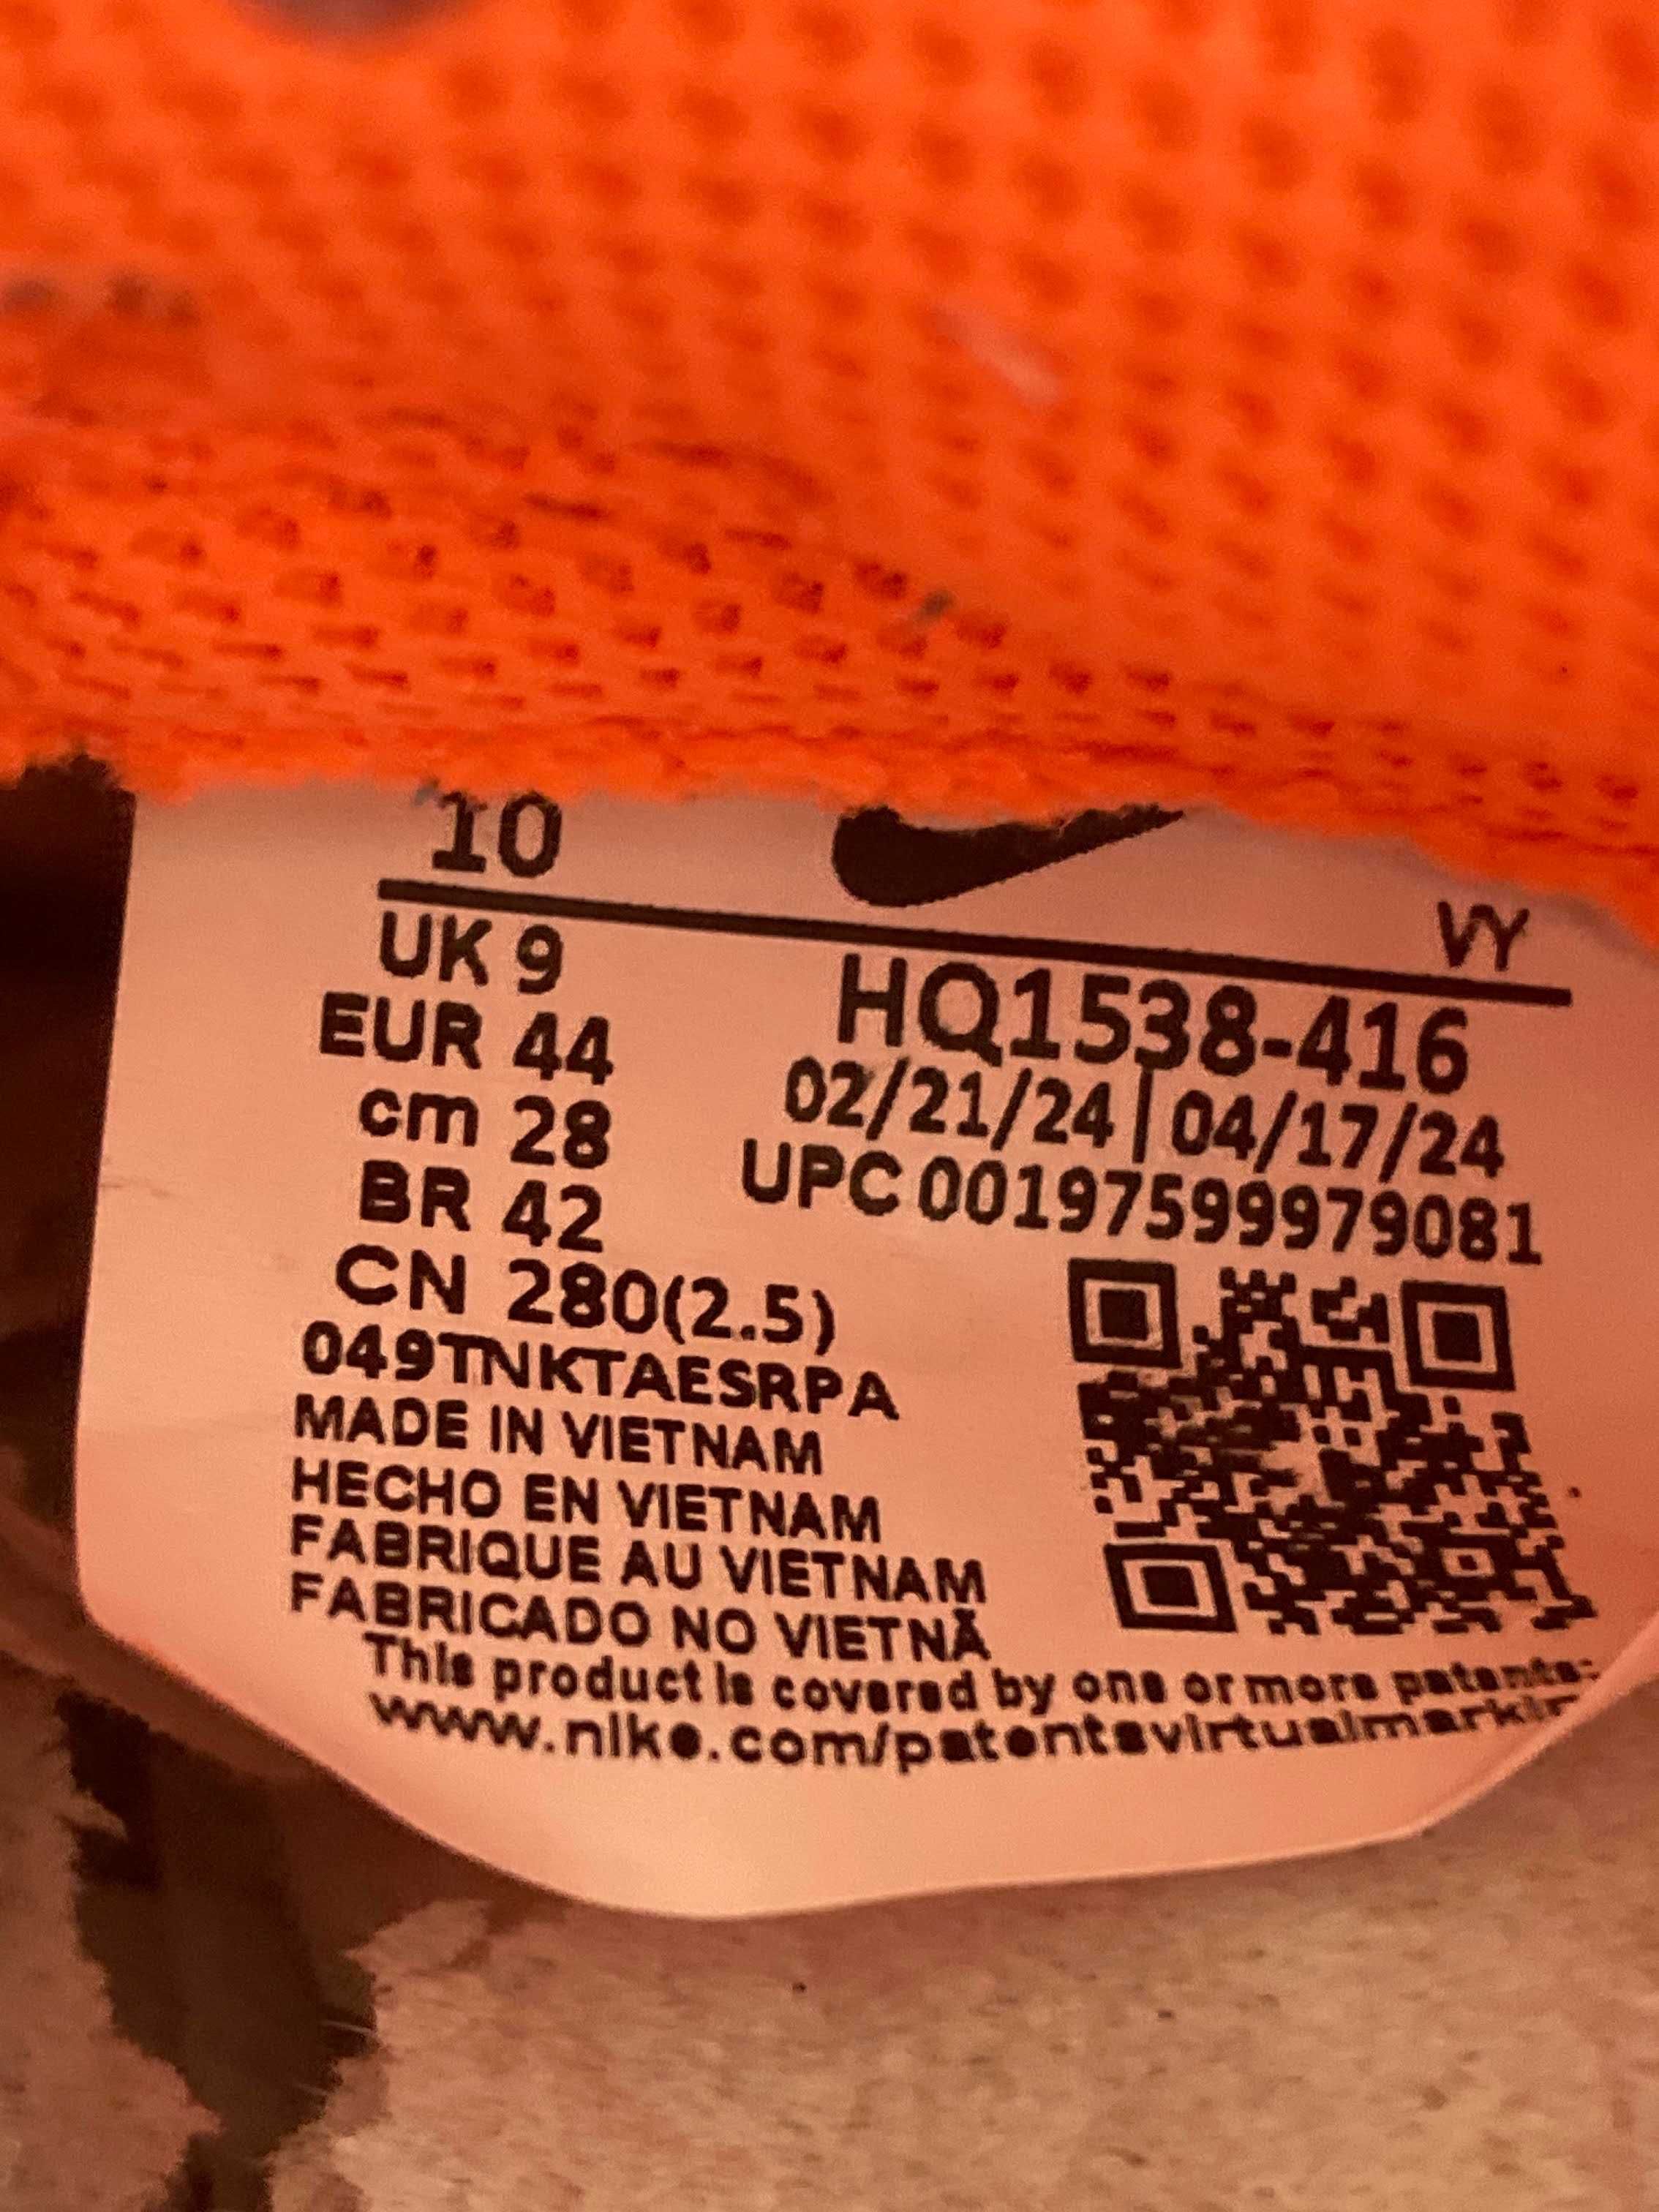 10
VY
UK 9
EUR 44
cm 28
BR 42
CN 280(2.5)
HQ1538-416
02/21/24 | 04/17/24
UPC 00197599979081
049TNKTAESRPA
MADE IN VIETNAM
HECHO EN VIETNAM
FABRIQUE AU VIETNAM
FABRICADO NO VIETNÃ
This product is covered by one or more patents:
www.nike.com/patentsvirtualmarkin